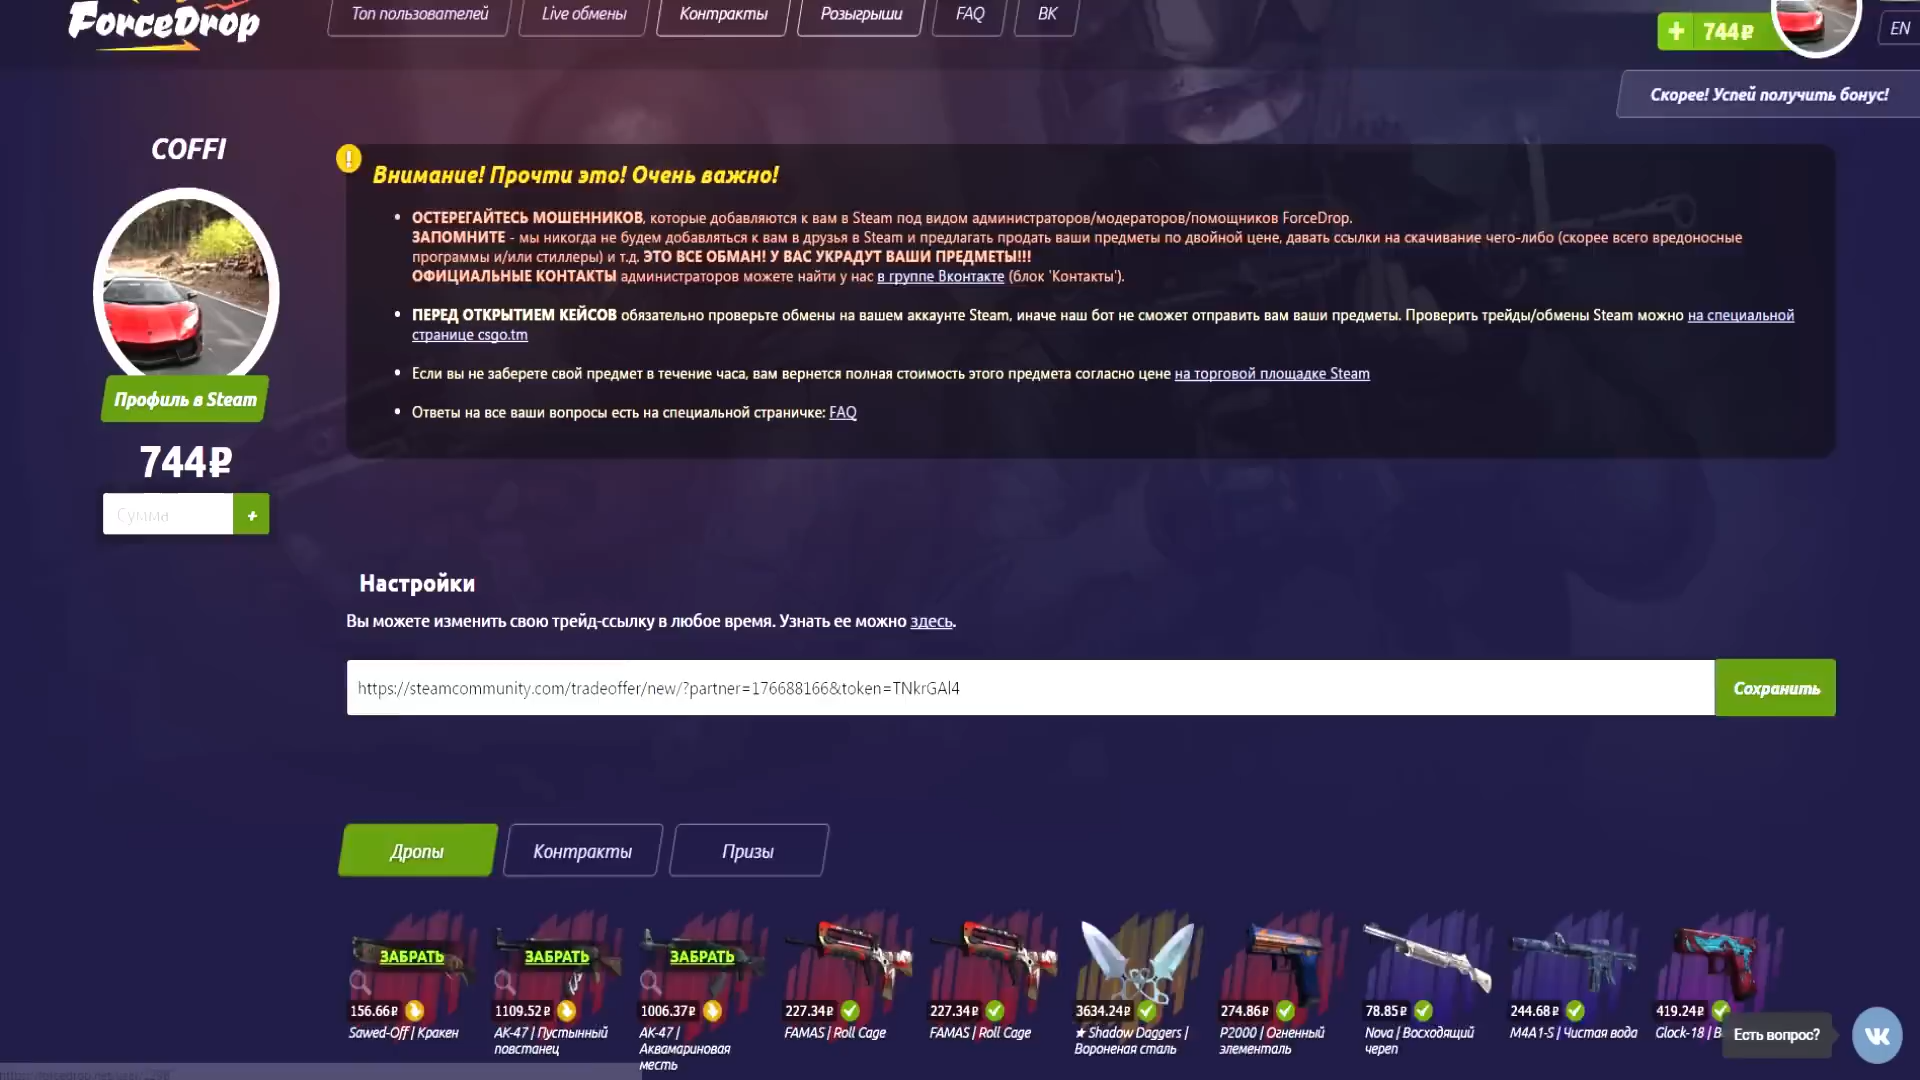 ForceDrop
Топ пользователей
Live обмены
Контракты
Розыгрыши
FAQ
ВК
+ 744₽
EN
Скорее! Успей получить бонус!
COFFI
Профиль в Steam
744₽
Сумма
+
!
Внимание! Прочти это! Очень важно!
• ОСТЕРЕГАЙТЕСЬ МОШЕННИКОВ, которые добавляются к вам в Steam под видом администраторов/модераторов/помощников ForceDrop.
ЗАПОМНИТЕ - мы никогда не будем добавляться к вам в друзья в Steam и предлагать продать ваши предметы по двойной цене, давать ссылки на скачивание чего-либо (скорее всего вредоносные
программы и/или стиллеры) и т.д. ЭТО ВСЕ ОБМАН! У ВАС УКРАДУТ ВАШИ ПРЕДМЕТЫ!!!
ОФИЦИАЛЬНЫЕ КОНТАКТЫ администраторов можете найти у нас в группе Вконтакте (блок 'Контакты').
• ПЕРЕД ОТКРЫТИЕМ КЕЙСОВ обязательно проверьте обмены на вашем аккаунте Steam, иначе наш бот не сможет отправить вам ваши предметы. Проверить трейды/обмены Steam можно на специальной
странице csgo.tm
• Если вы не заберете свой предмет в течение часа, вам вернется полная стоимость этого предмета согласно цене на торговой площадке Steam
• Ответы на все ваши вопросы есть на специальной страничке: FAQ
Настройки
Вы можете изменить свою трейд-ссылку в любое время. Узнать ее можно здесь.
https://steamcommunity.com/tradeoffer/new/?partner=176688166&token=TNkrGAl4
Сохранить
Дропы
Контракты
Призы
ЗАБРАТЬ
156.66₽
Sawed-Off | Кракен
ЗАБРАТЬ
1109.52₽
АК-47 | Пустынный
повстанец
ЗАБРАТЬ
1006.37₽
АК-47 |
Аквамариновая
месть
227.34₽
FAMAS | Roll Cage
227.34₽
FAMAS | Roll Cage
3634.24₽
★ Shadow Daggers |
Вороненая сталь
274.86₽
P2000 | Огненный
элементаль
78.85₽
Nova | Восходящий
череп
244.68₽
M4A1-S | Чистая вода
419.24₽
Glock-18 | В
Есть вопрос?